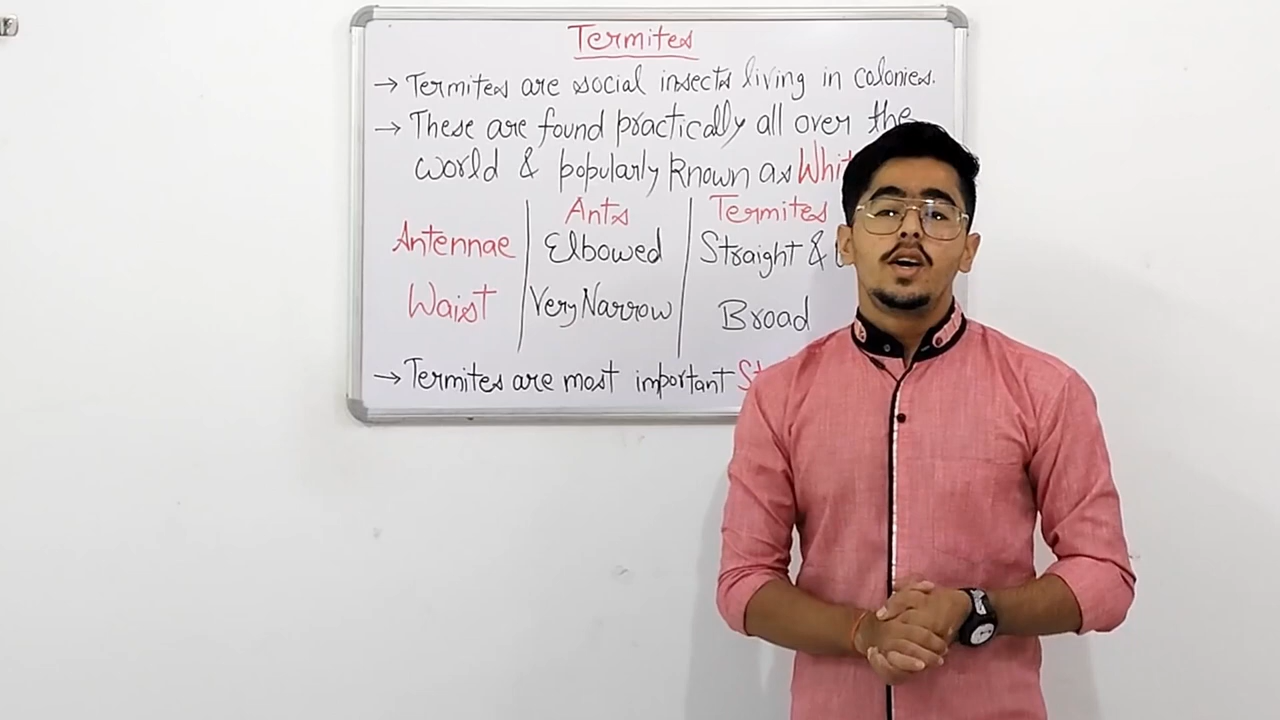 Termites
→ Termites are social insects living in colonies.
→ These are found practically all over the
world & popularly known as
Ants Termites
Antennae Elbowed Straight &
Waist Very Narrow Broad
→ Termites are most important